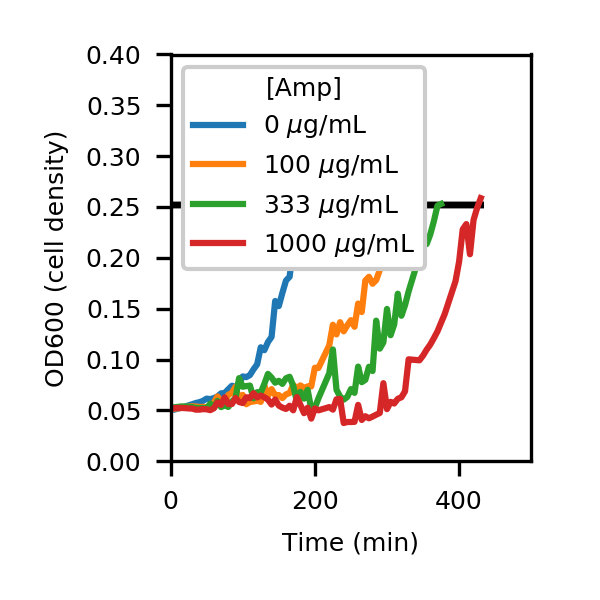 0.40
0.35
0.30
0.25
0.20
0.15
0.10
0.05
0.00
OD600 (cell density)
[Amp]
0 μg/mL
100 μg/mL
333 μg/mL
1000 μg/mL
0
200
400
Time (min)